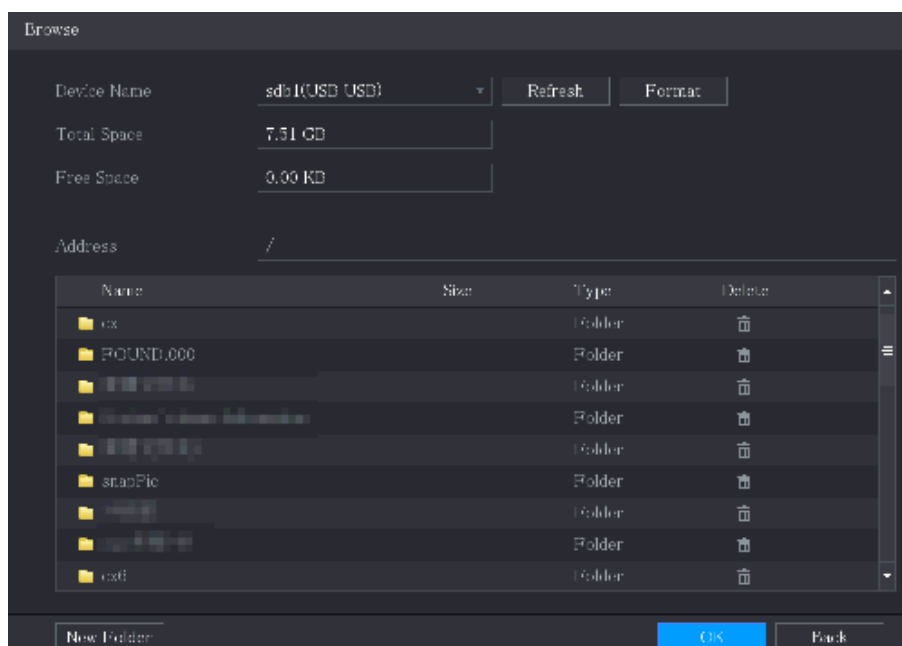 Browse
Device Name sdb1(USB USB) Refresh Format
Total Space 7.51 GB
Free Space 0.00 KB
Address /
Name Size Type Delete
cx Folder
FOUND.000 Folder
Folder
Folder
Folder
snapPic Folder
Folder
Folder
Folder
New Folder OK Back